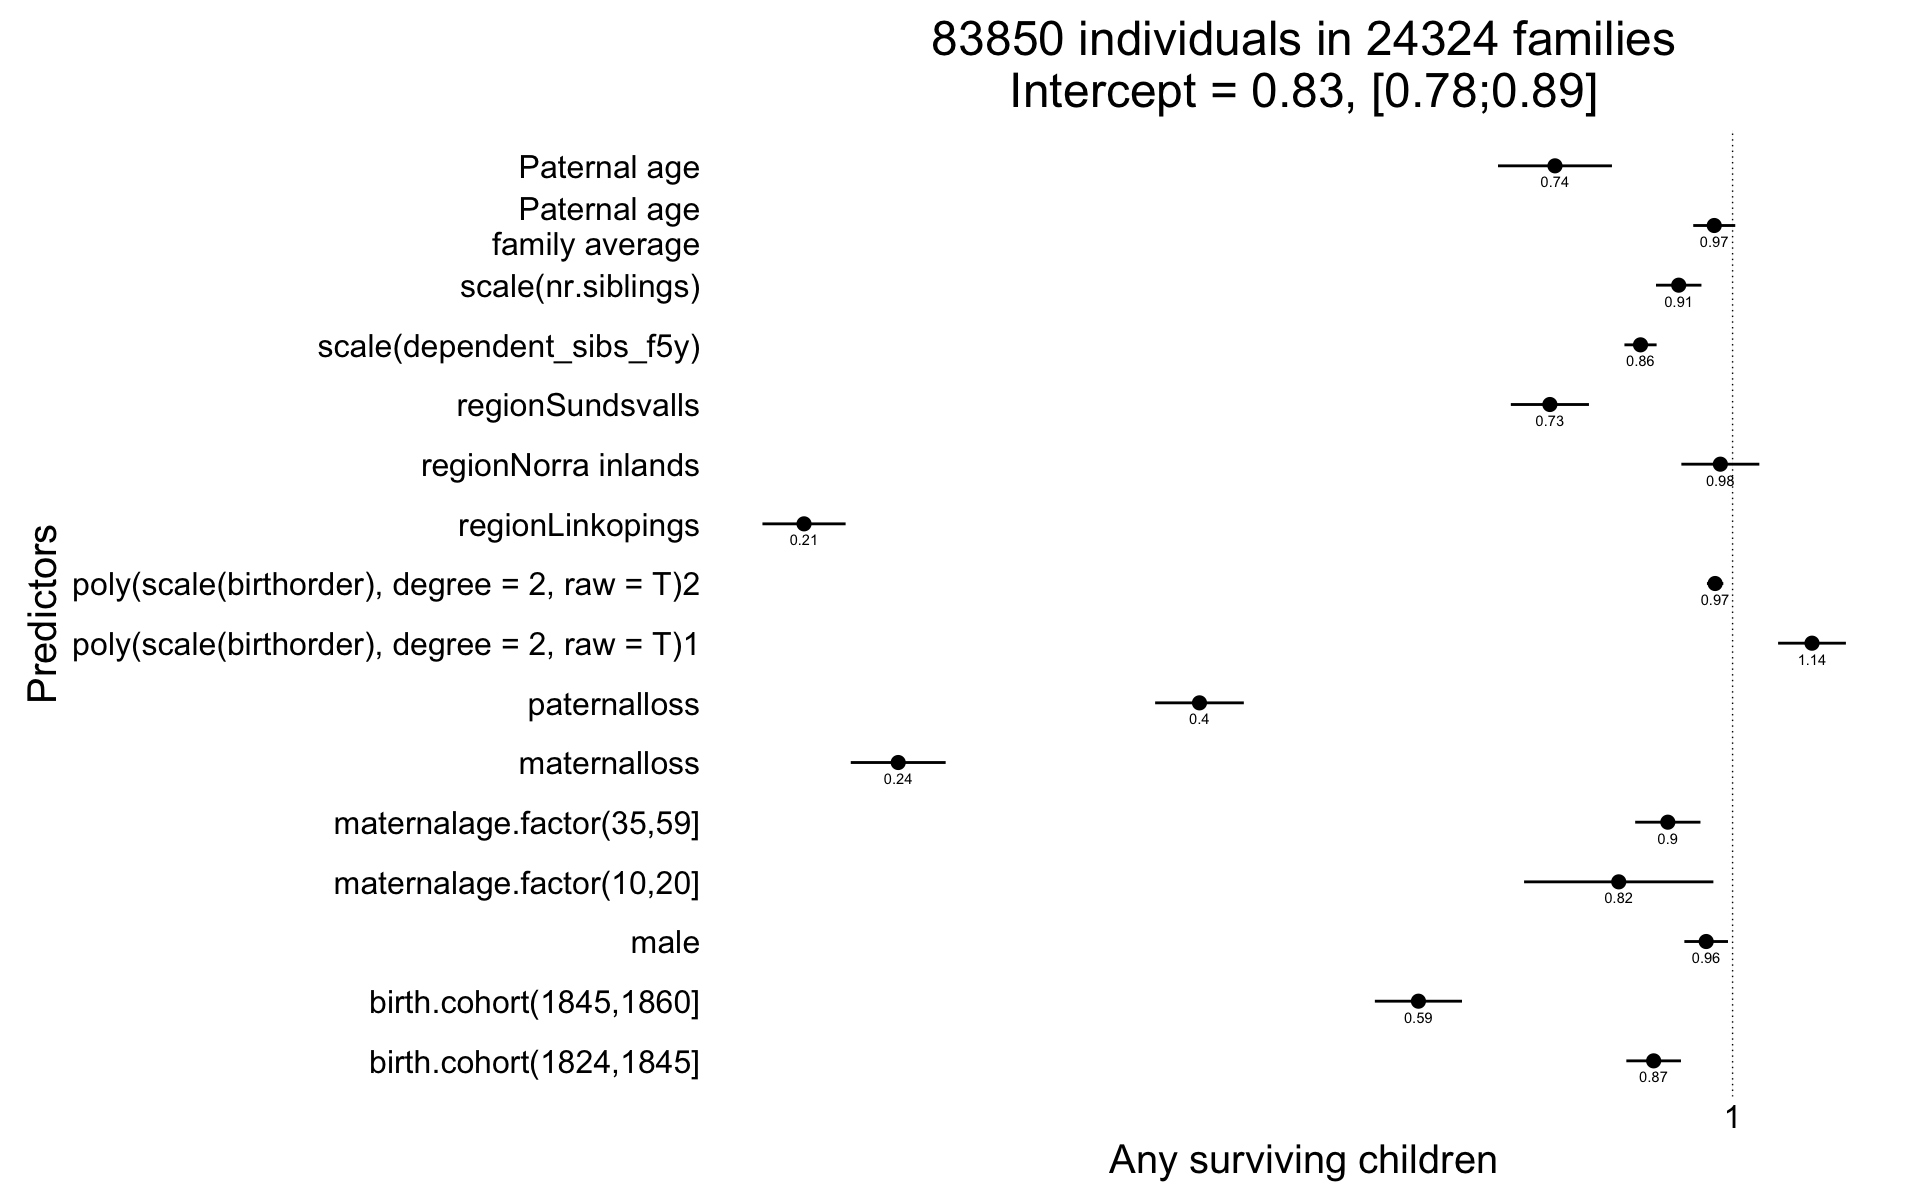 83850 individuals in 24324 families
Intercept = 0.83, [0.78;0.89]
Predictors
Paternal age
0.74
Paternal age
family average
0.97
scale(nr.siblings)
0.91
scale(dependent_sibs_f5y)
0.86
regionSundsvalls
0.73
regionNorra inlands
0.98
regionLinkopings
0.21
poly(scale(birthorder), degree = 2, raw = T)2
0.97
poly(scale(birthorder), degree = 2, raw = T)1
1.14
paternalloss
0.4
maternalloss
0.24
maternalage.factor(35,59]
0.9
maternalage.factor(10,20]
0.82
male
0.96
birth.cohort(1845,1860]
0.59
birth.cohort(1824,1845]
0.87
1
Any surviving children